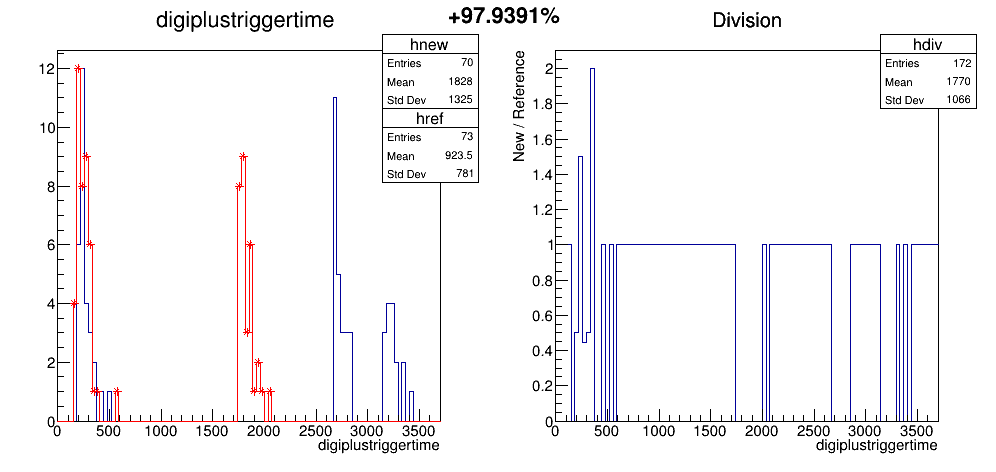 digiplustriggertime
+97.9391%
Division
hnew
Entries 70
Mean 1828
Std Dev 1325
href
Entries 73
Mean 923.5
Std Dev 781
12
10
8
6
4
2
0
0 500 1000 1500 2000 2500 3000 3500
digiplustriggertime
hdiv
Entries 172
Mean 1770
Std Dev 1066
New / Reference
2
1.8
1.6
1.4
1.2
1
0.8
0.6
0.4
0.2
0
0 500 1000 1500 2000 2500 3000 3500
digiplustriggertime